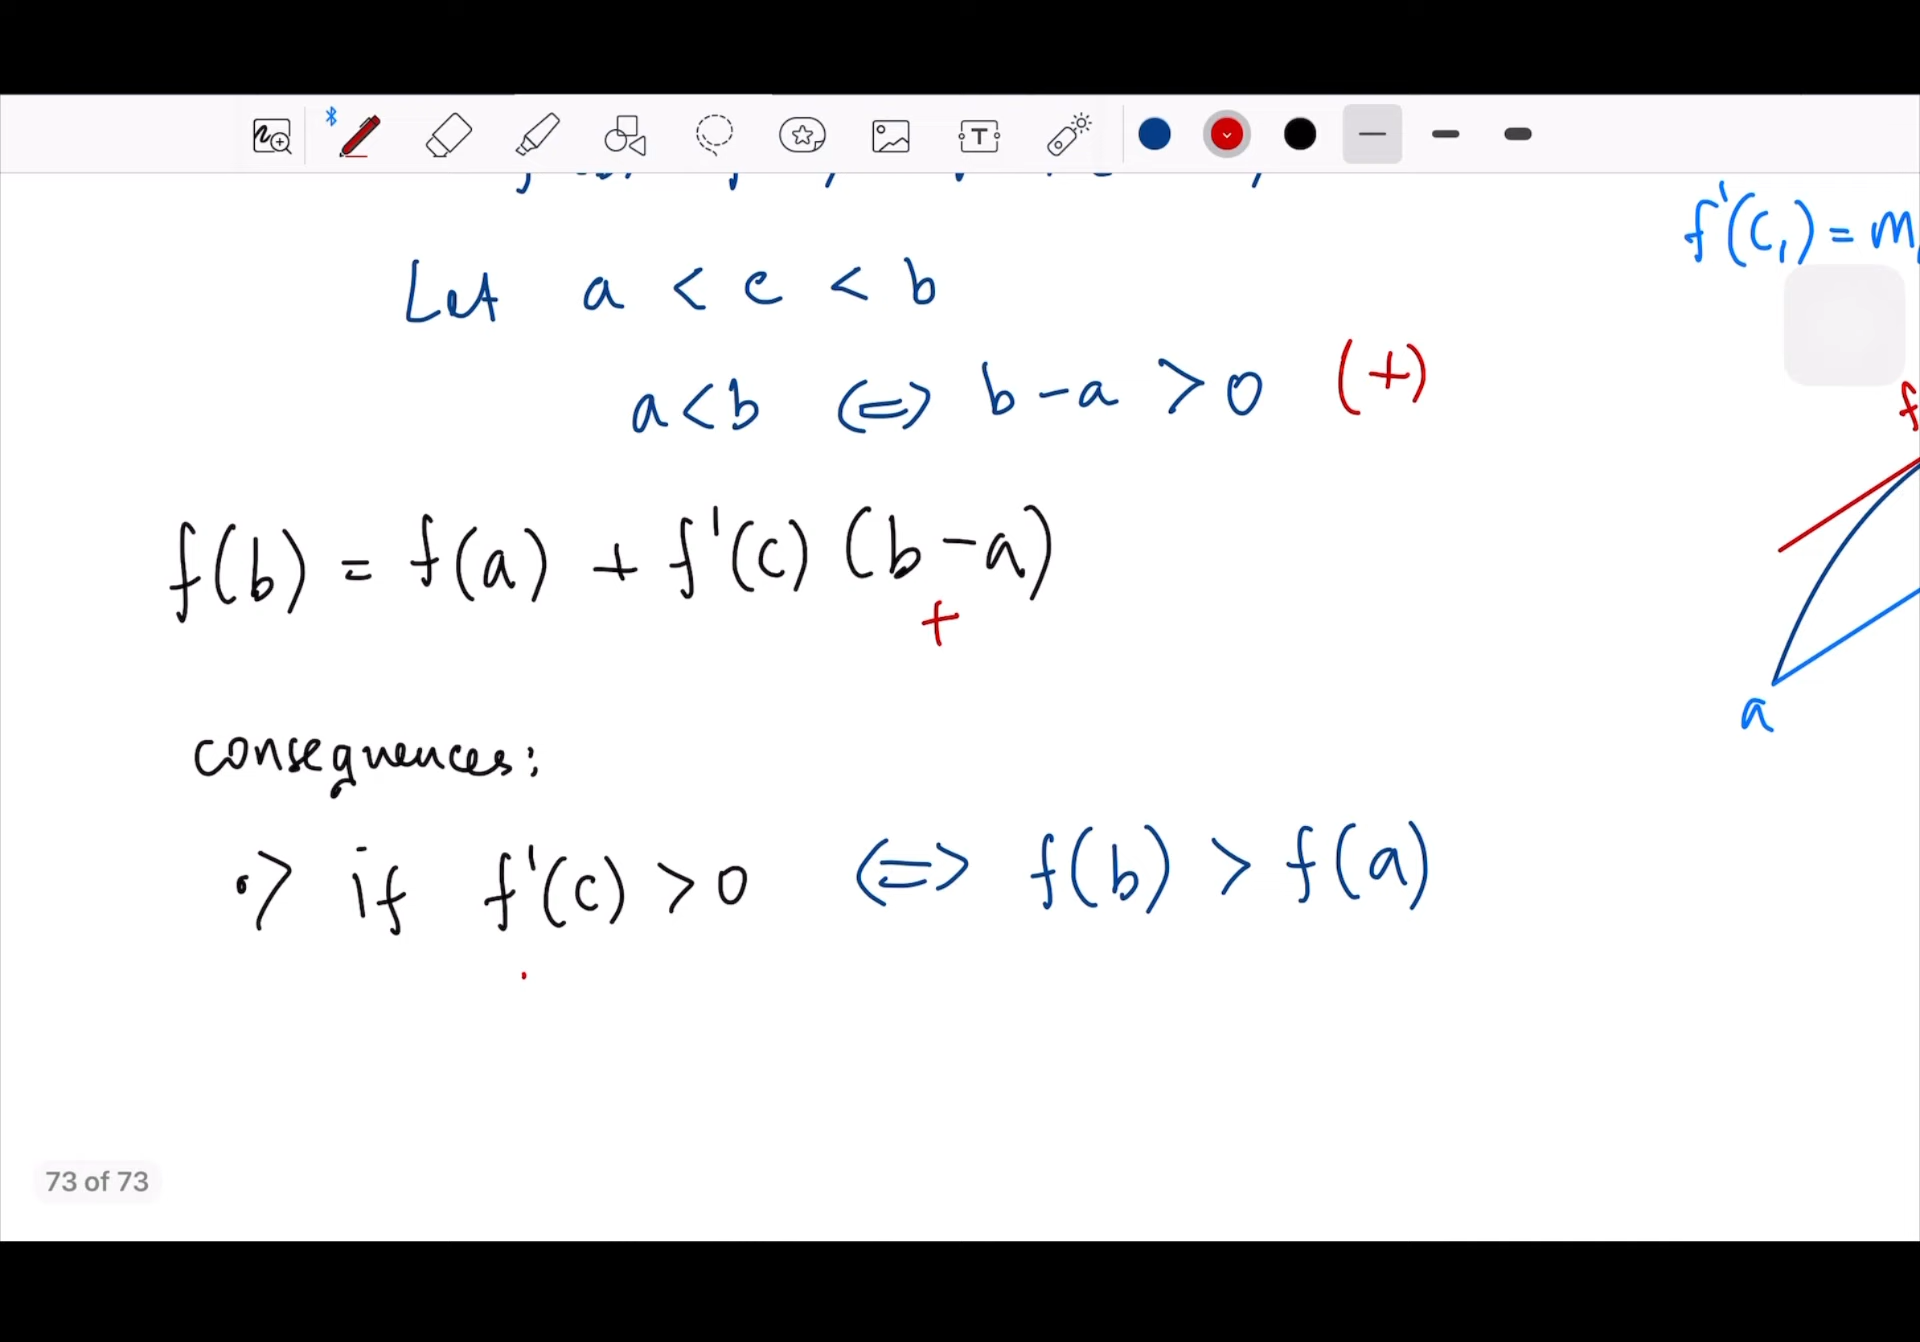 f'(c₁) = m
Let a < c < b
a < b <=> b - a > 0 (+)
f
f(b) = f(a) + f'(c) (b - a)
+
a
consequences:
•> if f'(c) > 0 <=> f(b) > f(a)
73 of 73